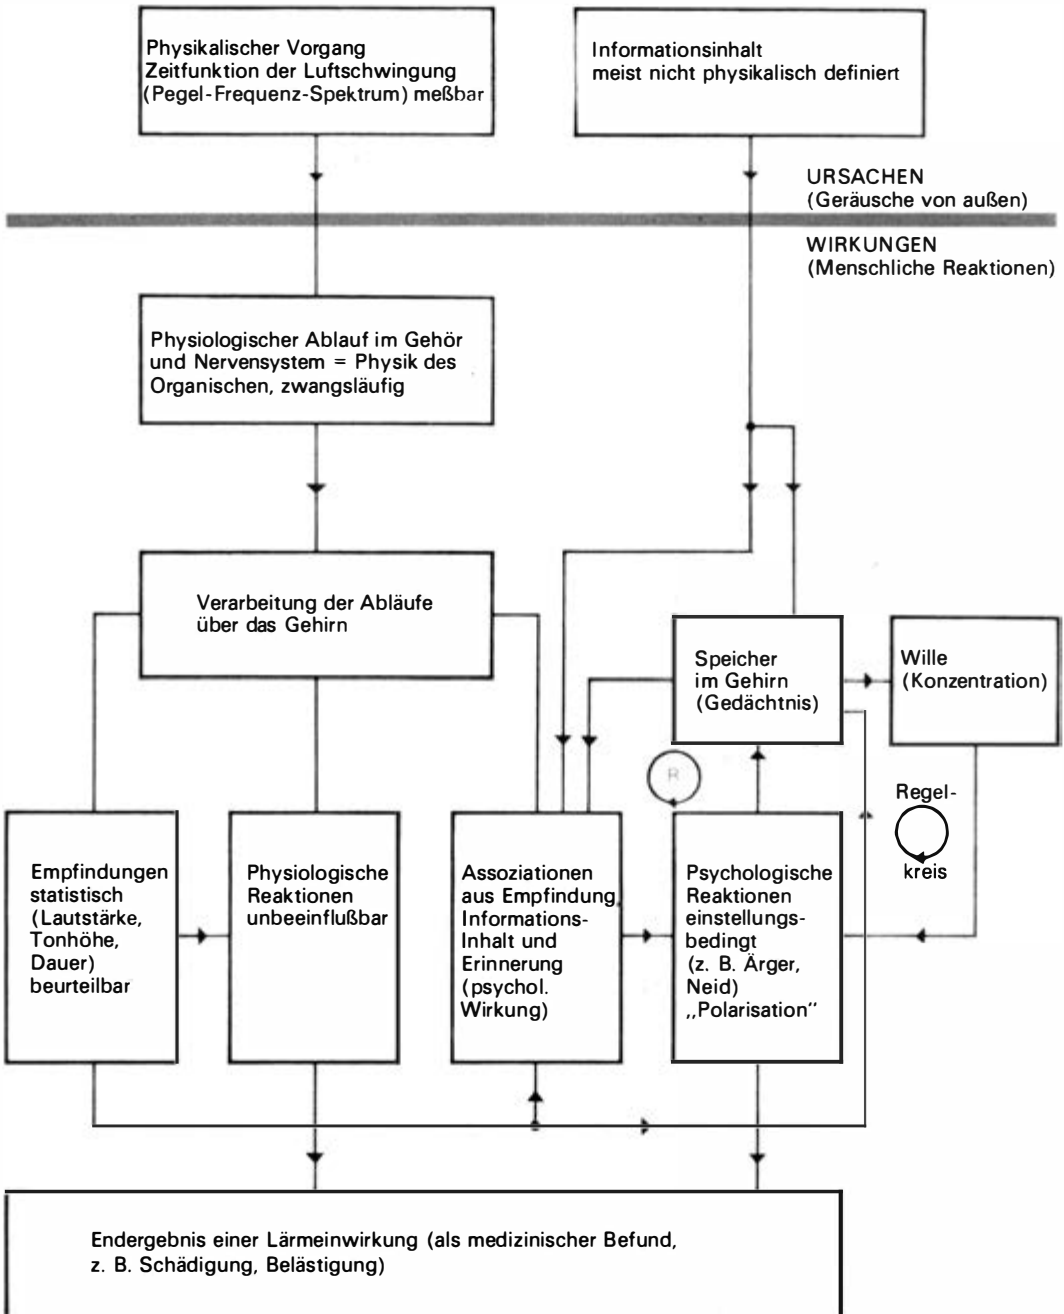 Physikalischer Vorgang
Zeitfunktion der Luftschwingung
(Pegel-Frequenz-Spektrum) meßbar
Informationsinhalt
meist nicht physikalisch definiert
URSACHEN
(Geräusche von außen)
WIRKUNGEN
(Menschliche Reaktionen)
Physiologischer Ablauf im Gehör
und Nervensystem = Physik des
Organischen, zwangsläufig
Verarbeitung der Abläufe
über das Gehirn
Speicher
im Gehirn
(Gedächtnis)
Wille
(Konzentration)
R
Regel-
kreis
Empfindungen
statistisch
(Lautstärke,
Tonhöhe,
Dauer)
beurteilbar
Physiologische
Reaktionen
unbeeinflußbar
Assoziationen
aus Empfindung,
Informations-
Inhalt und
Erinnerung
(psychol.
Wirkung)
Psychologische
Reaktionen
einstellungs-
bedingt
(z. B. Ärger,
Neid)
„Polarisation"
Endergebnis einer Lärmeinwirkung (als medizinischer Befund,
z. B. Schädigung, Belästigung)